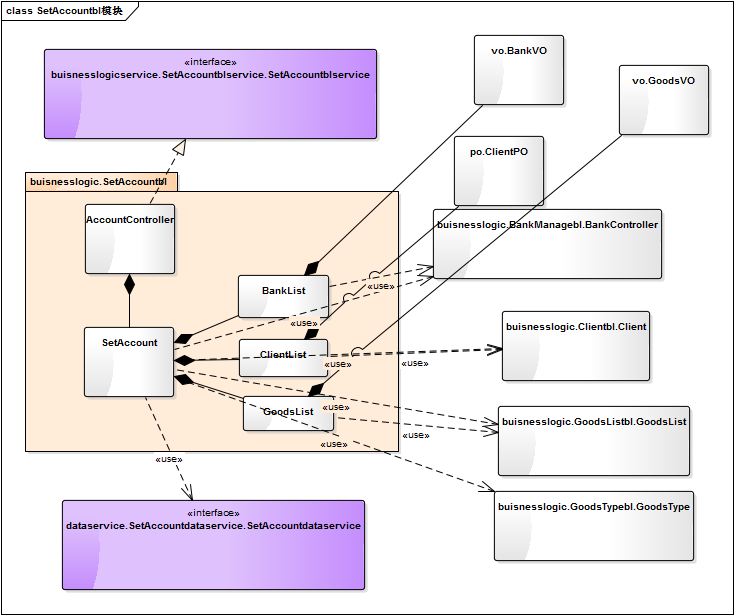 class SetAccountbl模块
«interface»
buisnesslogicservice.SetAccountblservice.SetAccountblservice
vo.BankVO
vo.GoodsVO
po.ClientPO
buisnesslogic.SetAccountbl
AccountController
buisnesslogic.BankManagebl.BankController
BankList
«use»
«use»
buisnesslogic.Clientbl.Client
SetAccount
ClientList
«use»
«use»
GoodsList
«use»
buisnesslogic.GoodsListbl.GoodsList
«use»
«use»
«use»
buisnesslogic.GoodsTypebl.GoodsType
«interface»
dataservice.SetAccountdataservice.SetAccountdataservice